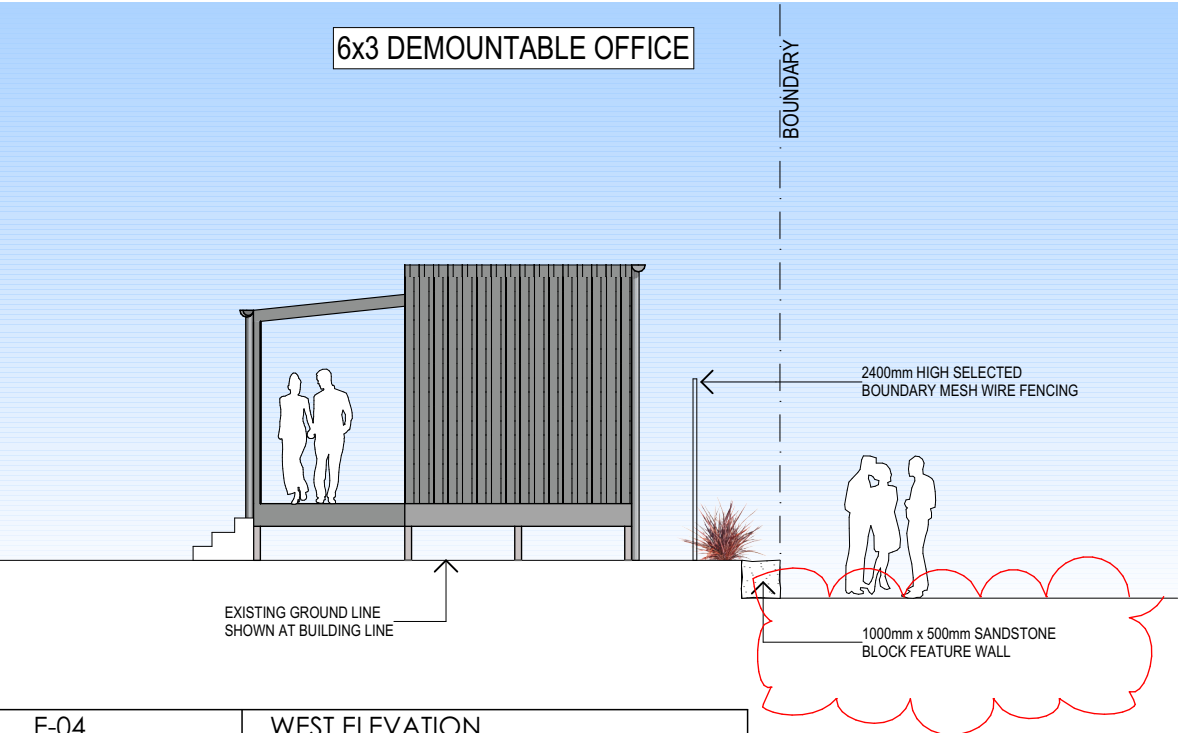 6x3 DEMOUNTABLE OFFICE
BOUNDARY
2400mm HIGH SELECTED
BOUNDARY MESH WIRE FENCING
EXISTING GROUND LINE
SHOWN AT BUILDING LINE
1000mm x 500mm SANDSTONE
BLOCK FEATURE WALL
E-04
WEST ELEVATION